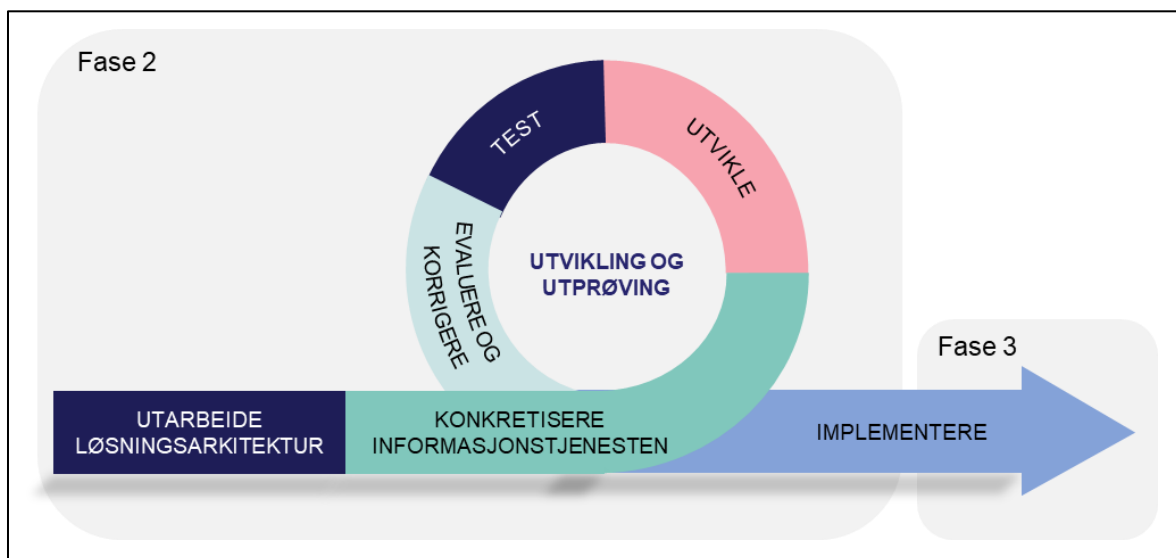 Fase 2
TEST
UTVIKLE
EVALUERE OG
KORRIGERE
UTVIKLING OG
UTPRØVING
Fase 3
UTARBEIDE
LØSNINGSARKITEKTUR
KONKRETISERE
INFORMASJONSTJENESTEN
IMPLEMENTERE